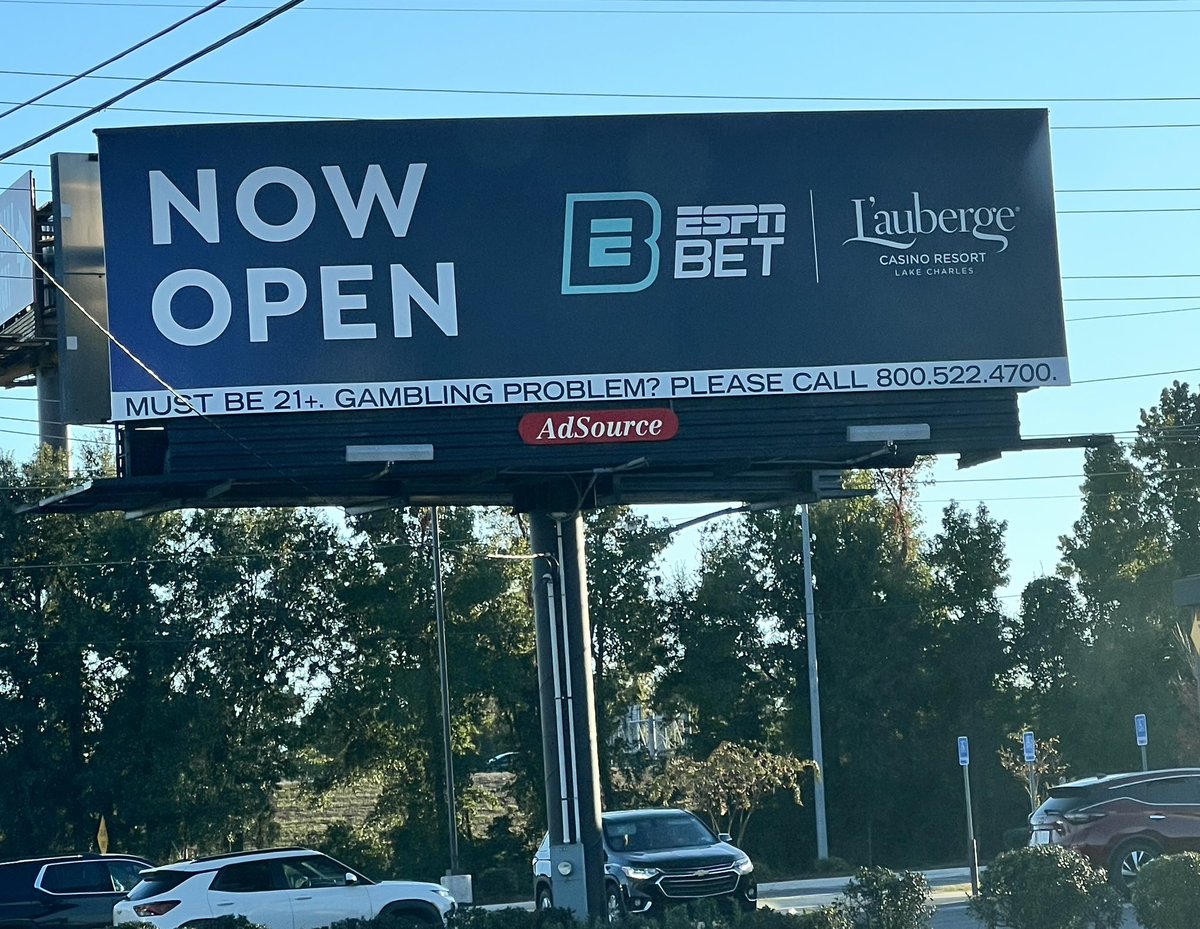 NOW
OPEN
E
ESPN
BET
L'auberge®
CASINO RESORT
LAKE CHARLES
MUST BE 21+. GAMBLING PROBLEM? PLEASE CALL 800.522.4700.
AdSource